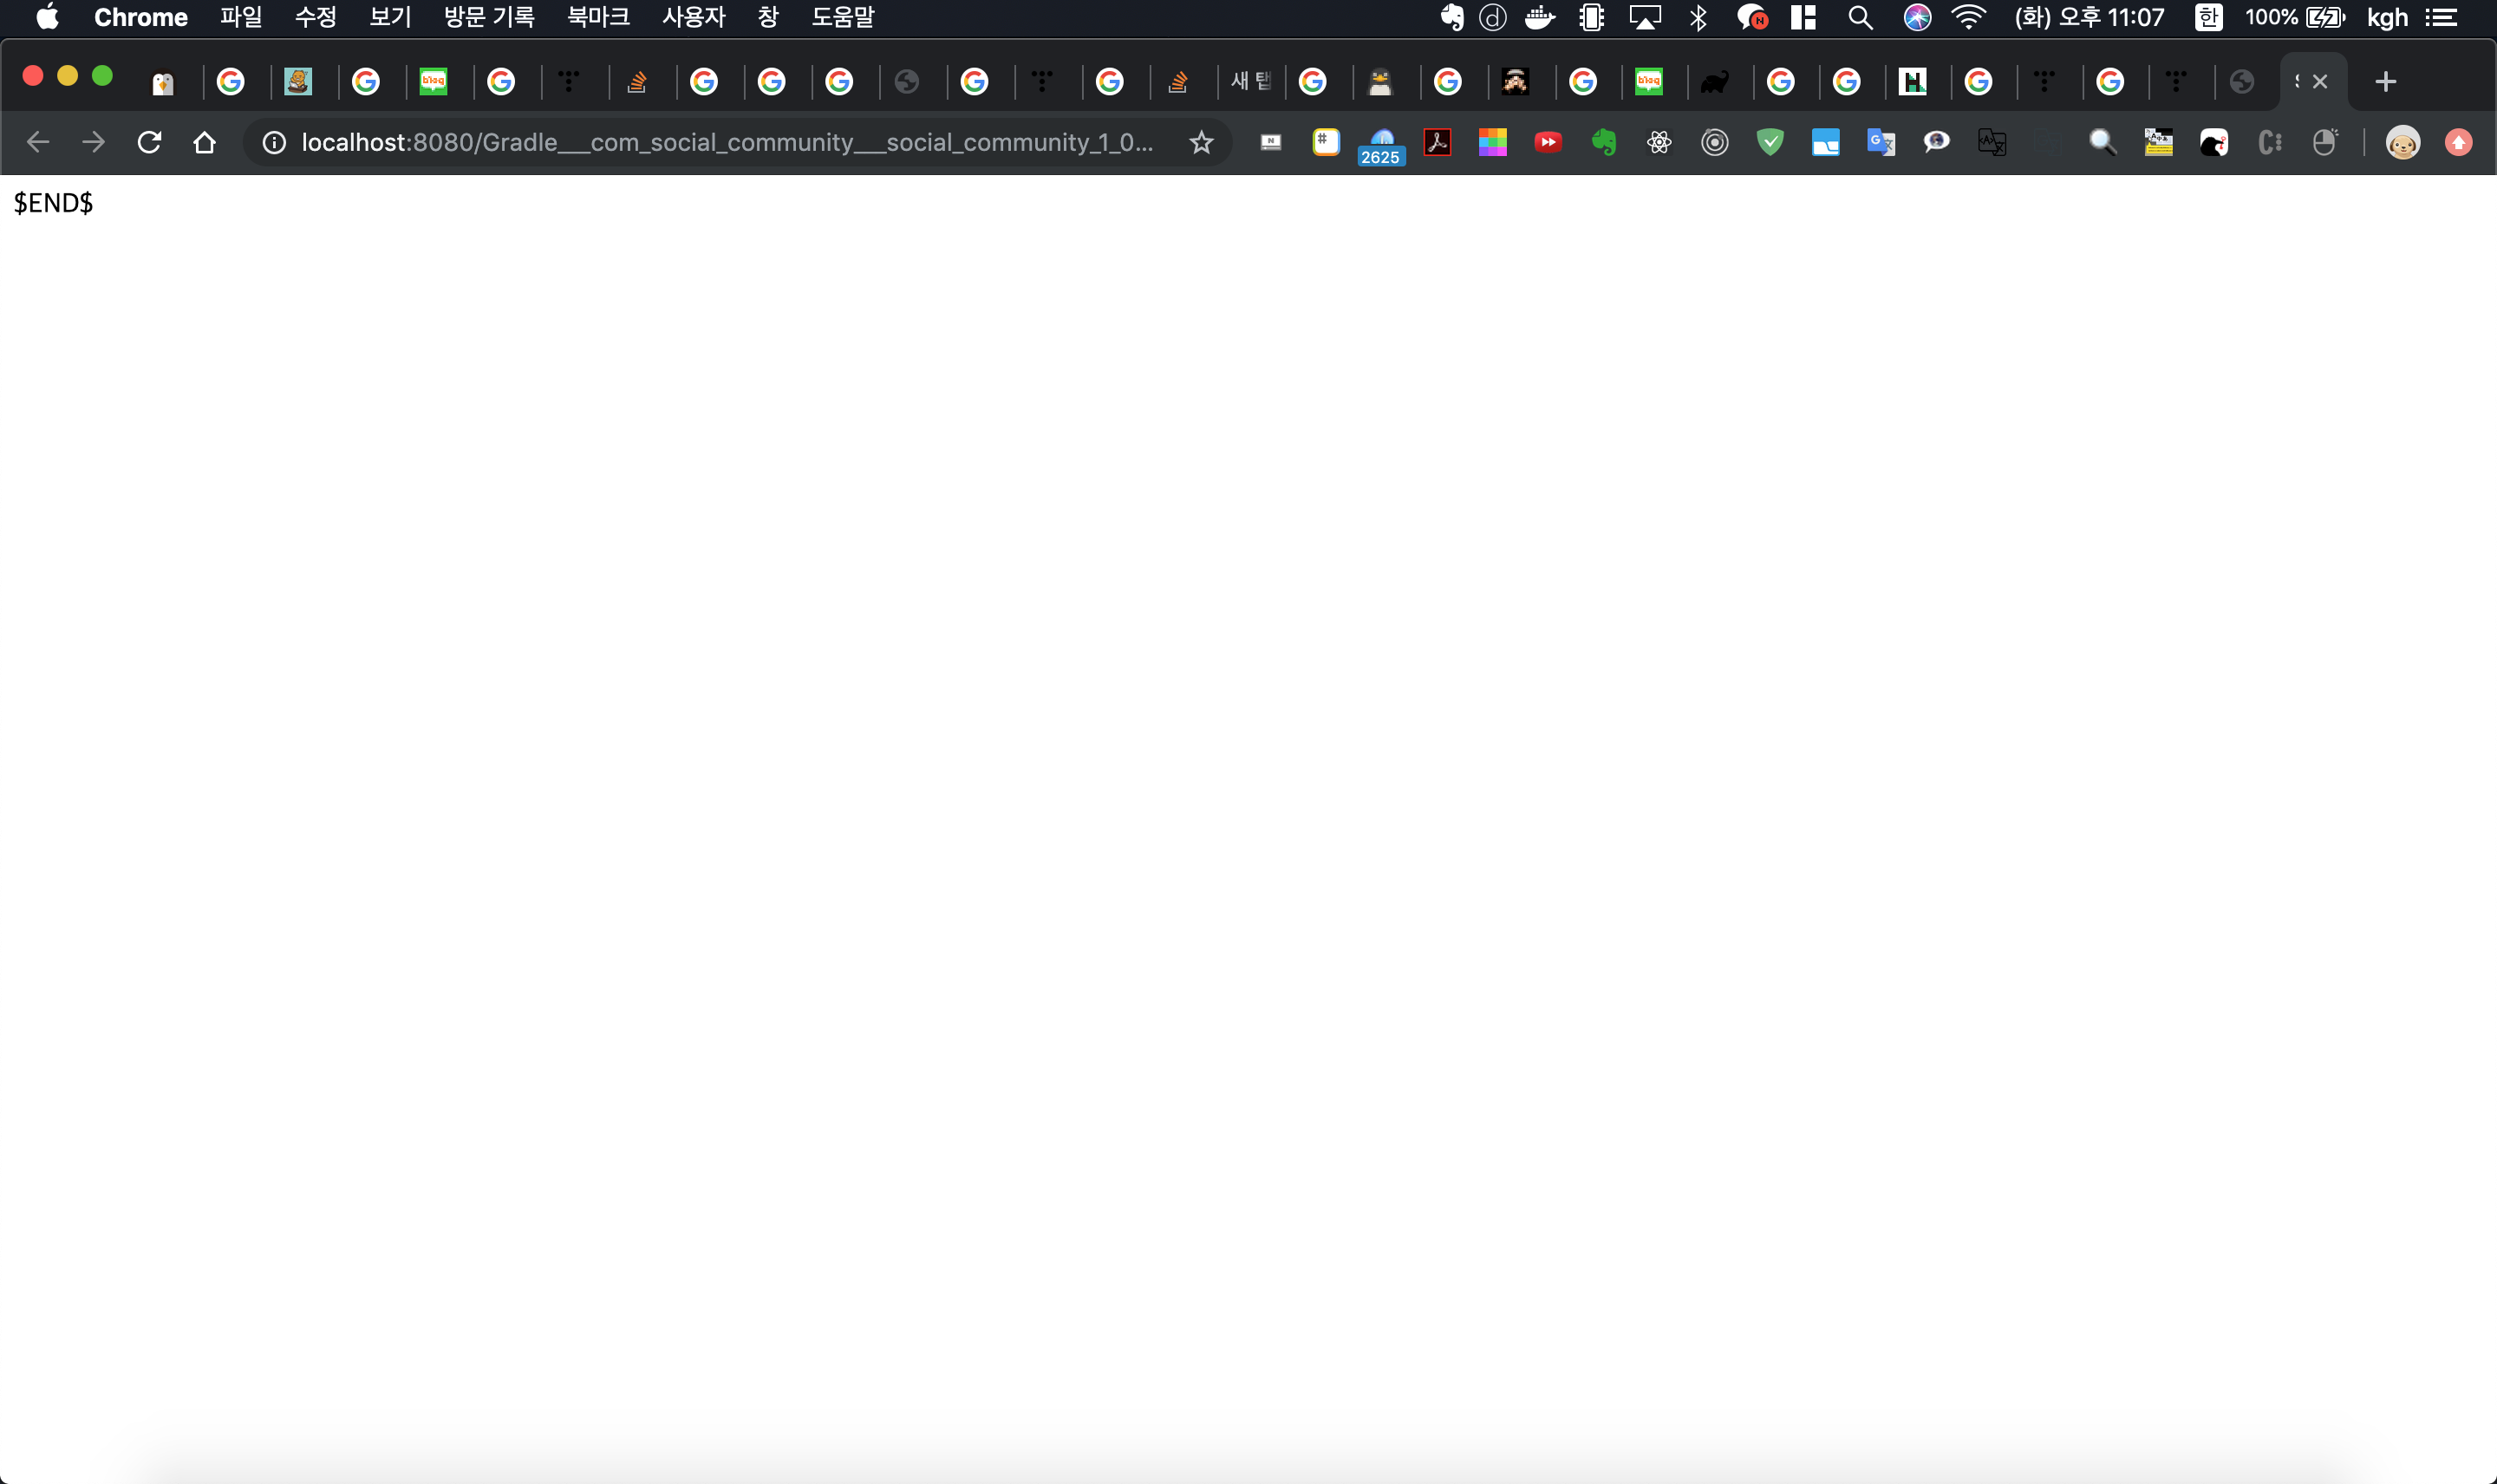 Chrome 파일 수정 보기 방문 기록 북마크 사용자 창 도움말 (화) 오후 11:07 한 100% kgh
새 탭
localhost:8080/Gradle___com_social_community___social_community_1_0... 2625
$END$